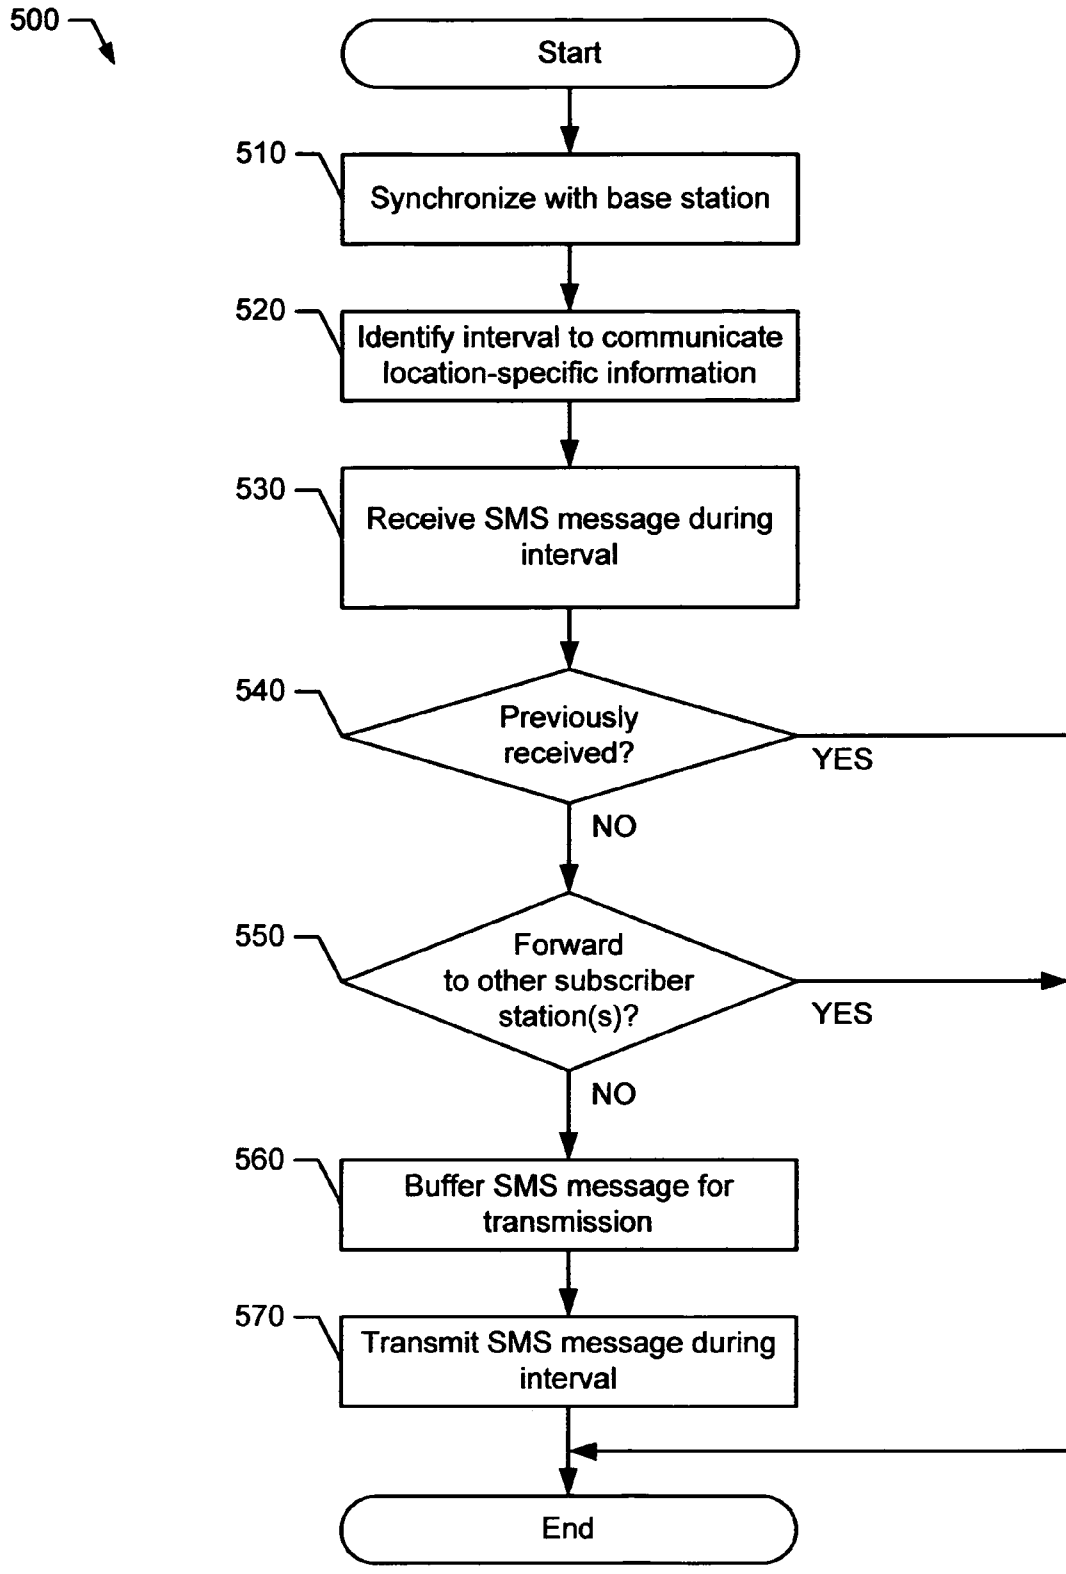 500
Start
510
Synchronize with base station
520
Identify interval to communicate
location-specific information
530
Receive SMS message during
interval
540
Previously
received?
YES
NO
550
Forward
to other subscriber
station(s)?
YES
NO
560
Buffer SMS message for
transmission
570
Transmit SMS message during
interval
End